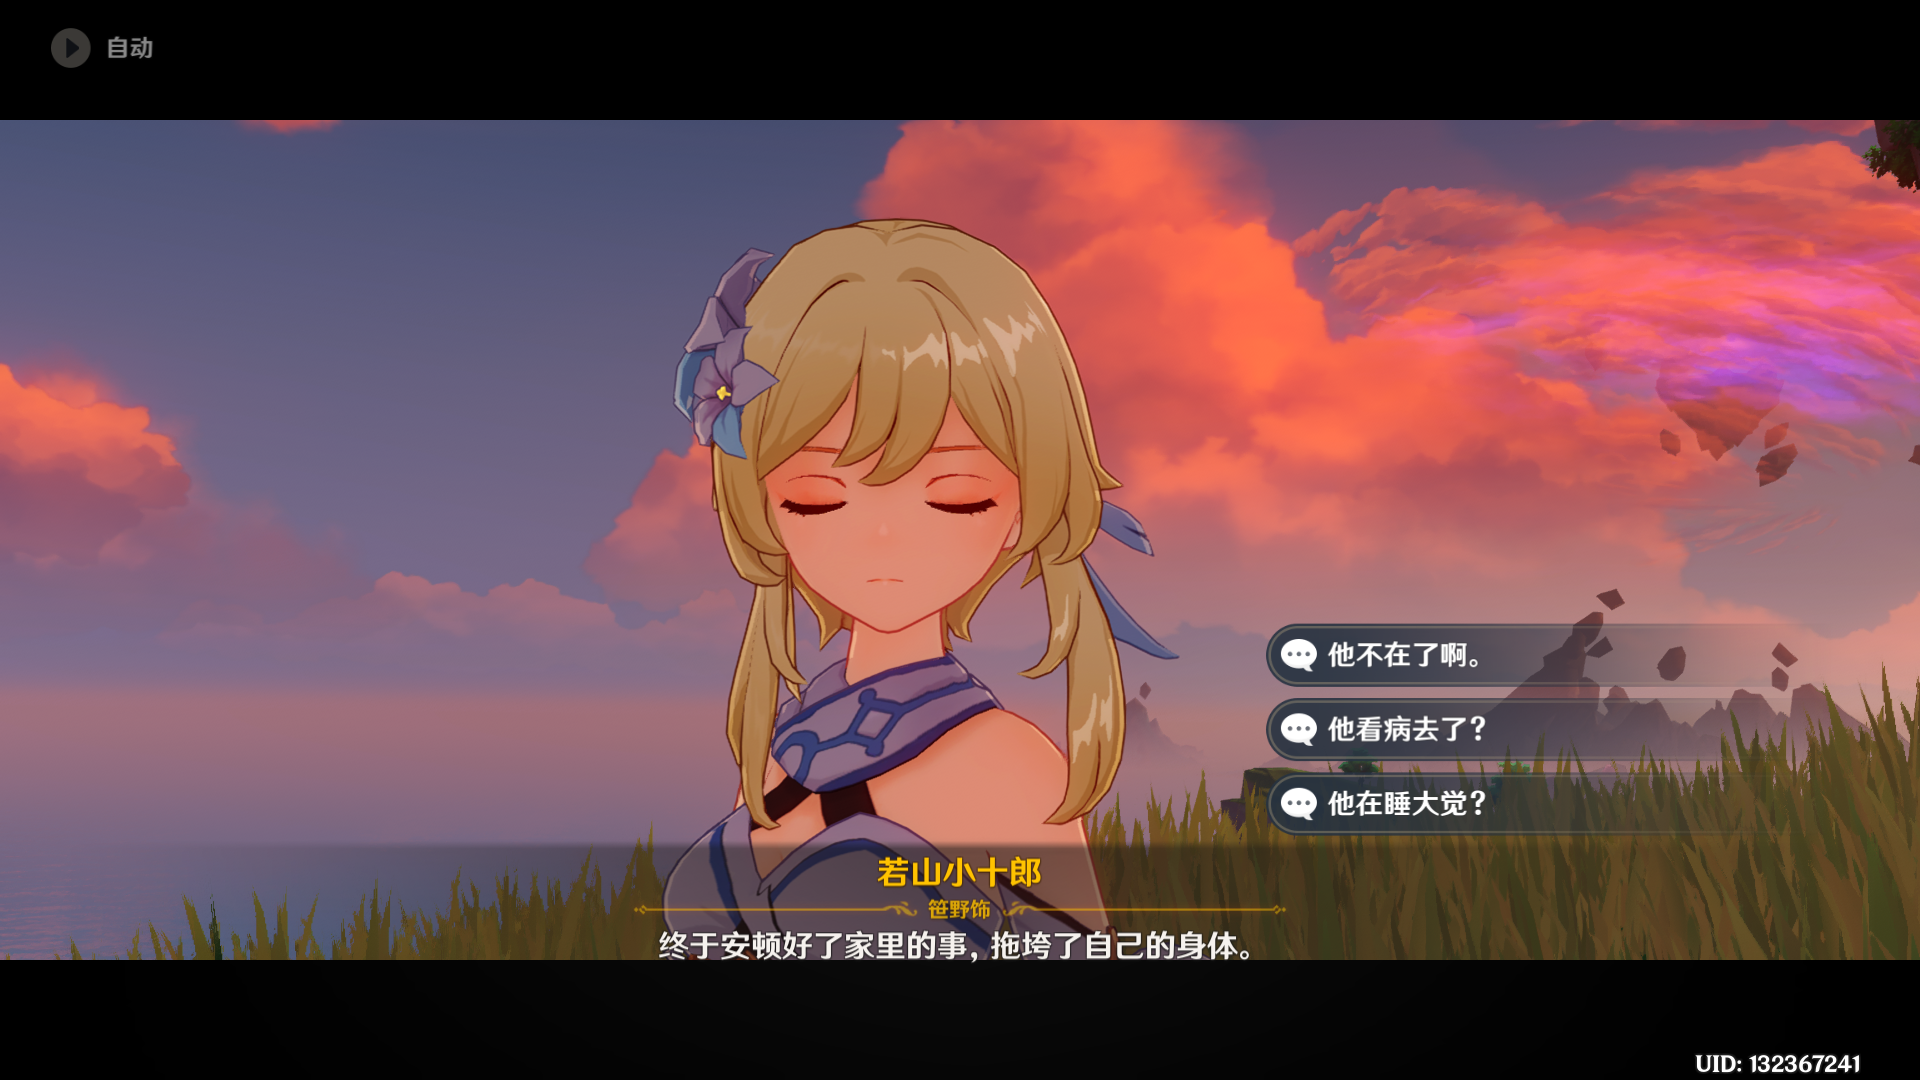 自动
他不在了啊。
他看病去了？
他在睡大觉？
若山小十郎
笹野饰
终于安顿好了家里的事，拖垮了自己的身体。
UID: 132367241